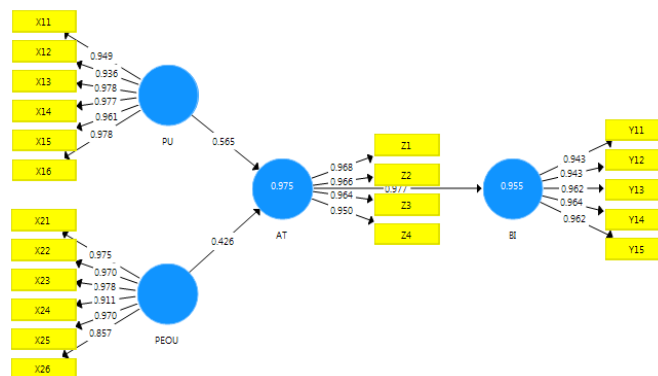 X11
X12
X13
X14
X15
X16
0.949
0.936
0.978
0.977
0.961
0.978
PU
0.565
X21
X22
X23
X24
X25
X26
0.975
0.970
0.978
0.911
0.970
0.857
PEOU
0.426
0.975
AT
0.968
0.966
0.964
0.950
Z1
Z2
Z3
Z4
0.977
0.955
BI
0.943
0.943
0.962
0.964
0.962
Y11
Y12
Y13
Y14
Y15